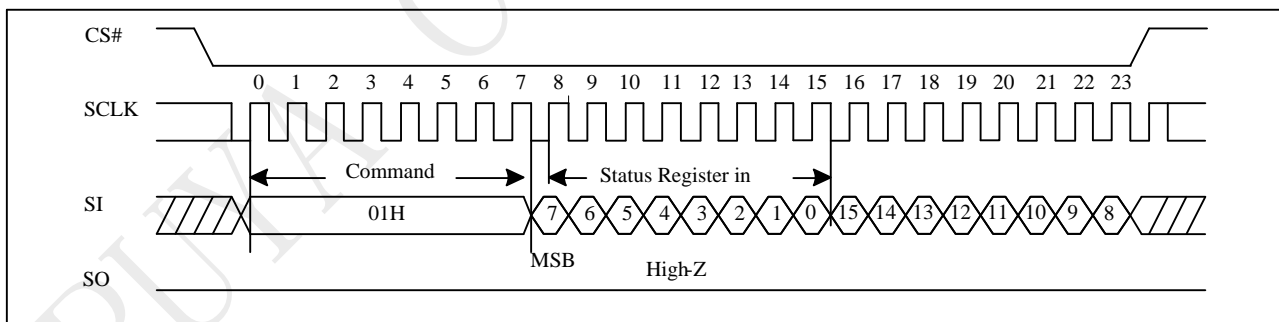 CS#
0 1 2 3 4 5 6 7 8 9 10 11 12 13 14 15 16 17 18 19 20 21 22 23
SCLK
Command Status Register in
SI 01H 7 6 5 4 3 2 1 0 15 14 13 12 11 10 9 8
MSB High-Z
SO
PUYA